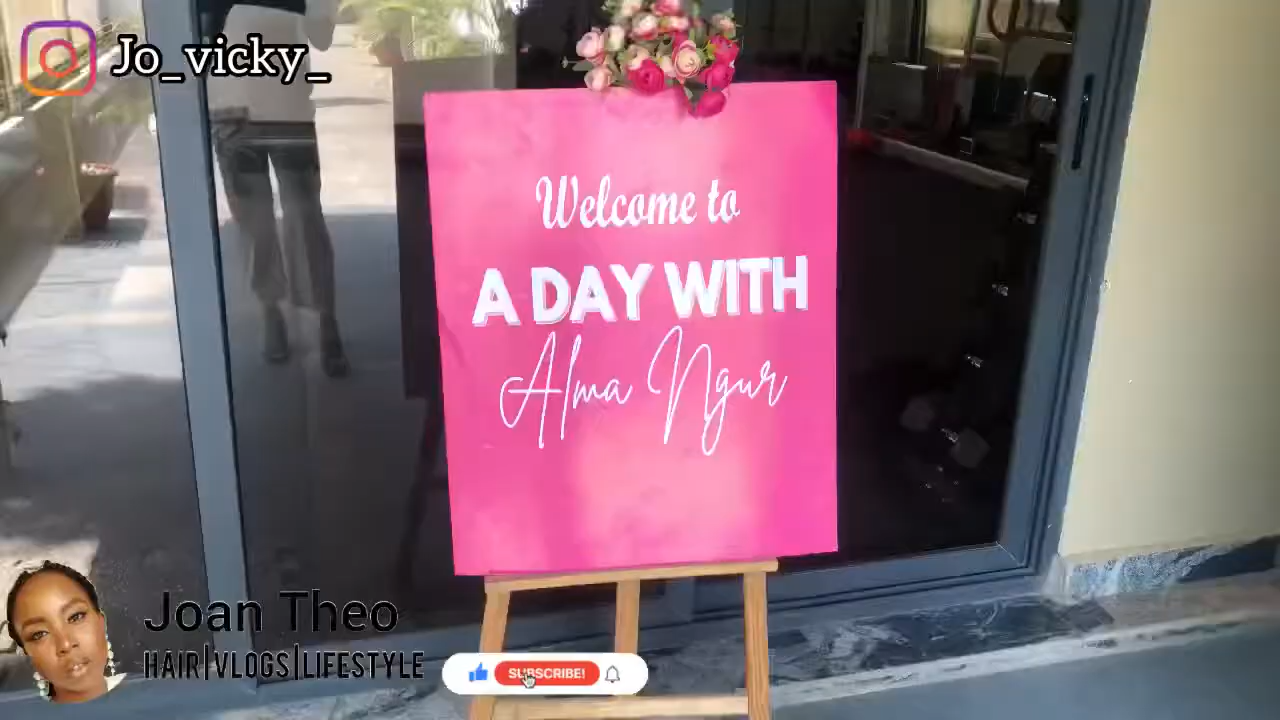 Jo_vicky_
Welcome to
A DAY WITH
Alma Ngur
Joan Theo
HAIR|VLOGS|LIFESTYLE
SUBSCRIBE!